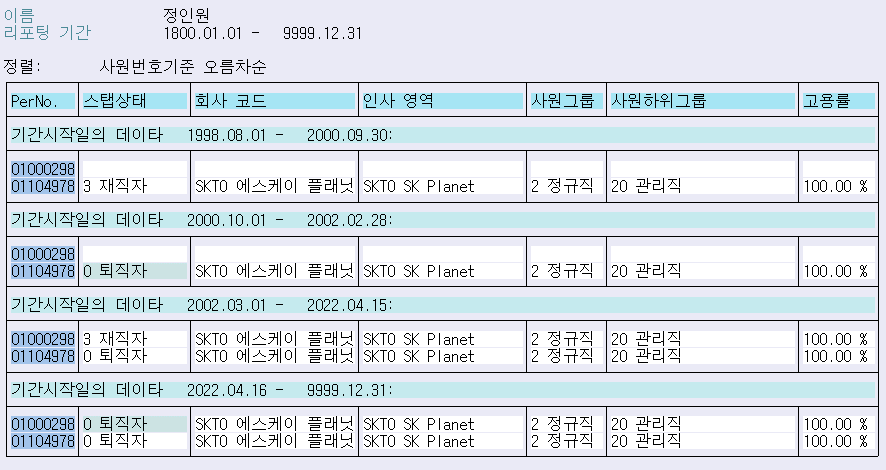 이름 정인원
리포팅 기간 1800.01.01 - 9999.12.31
정렬: 사원번호기준 오름차순
PerNo. 스탭상태 회사 코드 인사 영역 사원그룹 사원하위그룹 고용률
기간시작일의 데이타 1998.08.01 - 2000.09.30:
01000298
01104978 3 재직자 SKT0 에스케이 플래닛 SKT0 SK Planet 2 정규직 20 관리직 100.00 %
기간시작일의 데이타 2000.10.01 - 2002.02.28:
01000298
01104978 0 퇴직자 SKT0 에스케이 플래닛 SKT0 SK Planet 2 정규직 20 관리직 100.00 %
기간시작일의 데이타 2002.03.01 - 2022.04.15:
01000298 3 재직자 SKT0 에스케이 플래닛 SKT0 SK Planet 2 정규직 20 관리직 100.00 %
01104978 0 퇴직자 SKT0 에스케이 플래닛 SKT0 SK Planet 2 정규직 20 관리직 100.00 %
기간시작일의 데이타 2022.04.16 - 9999.12.31:
01000298 0 퇴직자 SKT0 에스케이 플래닛 SKT0 SK Planet 2 정규직 20 관리직 100.00 %
01104978 0 퇴직자 SKT0 에스케이 플래닛 SKT0 SK Planet 2 정규직 20 관리직 100.00 %